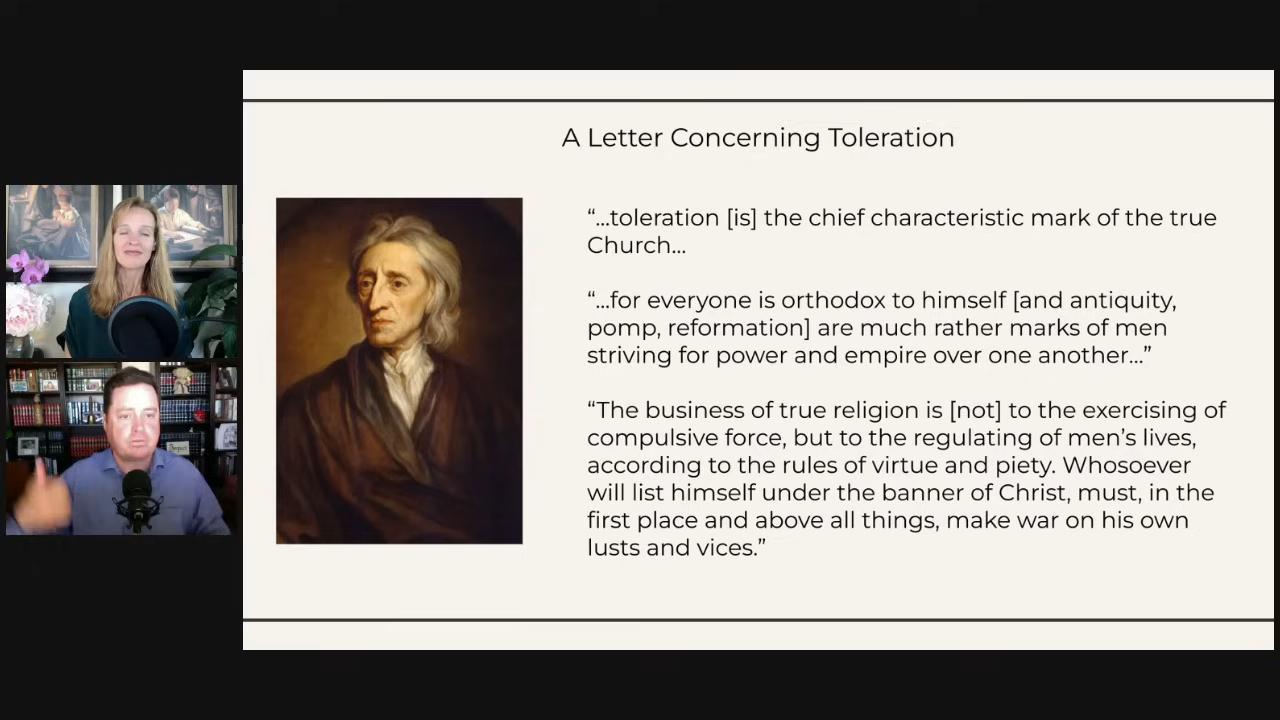 A Letter Concerning Toleration
“...toleration [is] the chief characteristic mark of the true
Church...
“...for everyone is orthodox to himself [and antiquity,
pomp, reformation] are much rather marks of men
striving for power and empire over one another...”
“The business of true religion is [not] to the exercising of
compulsive force, but to the regulating of men’s lives,
according to the rules of virtue and piety. Whosoever
will list himself under the banner of Christ, must, in the
first place and above all things, make war on his own
lusts and vices.”